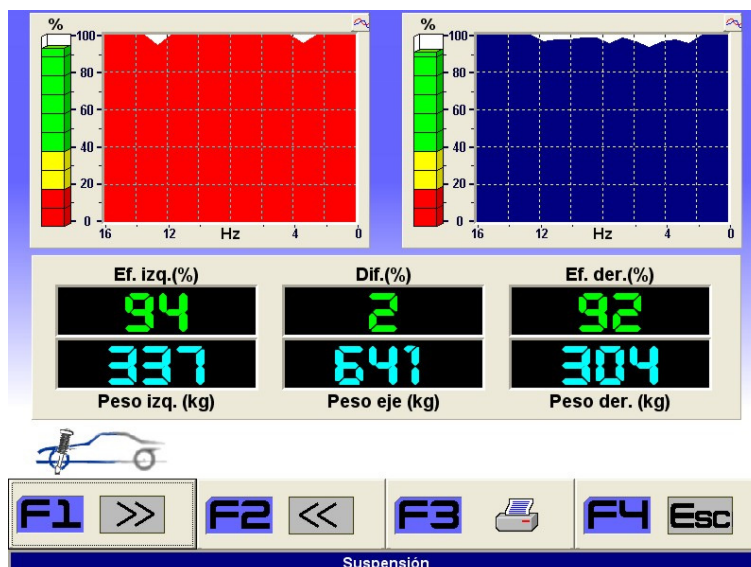 % %
100 100
80 80
60 60
40 40
20 20
0 0
16 12 Hz 4 0 16 12 Hz 4 0
Ef. izq.(%) Dif.(%) Ef. der.(%)
94 2 92
337 641 304
Peso izq. (kg) Peso eje (kg) Peso der. (kg)
F1 >> F2 << F3 F4 Esc
Suspensión